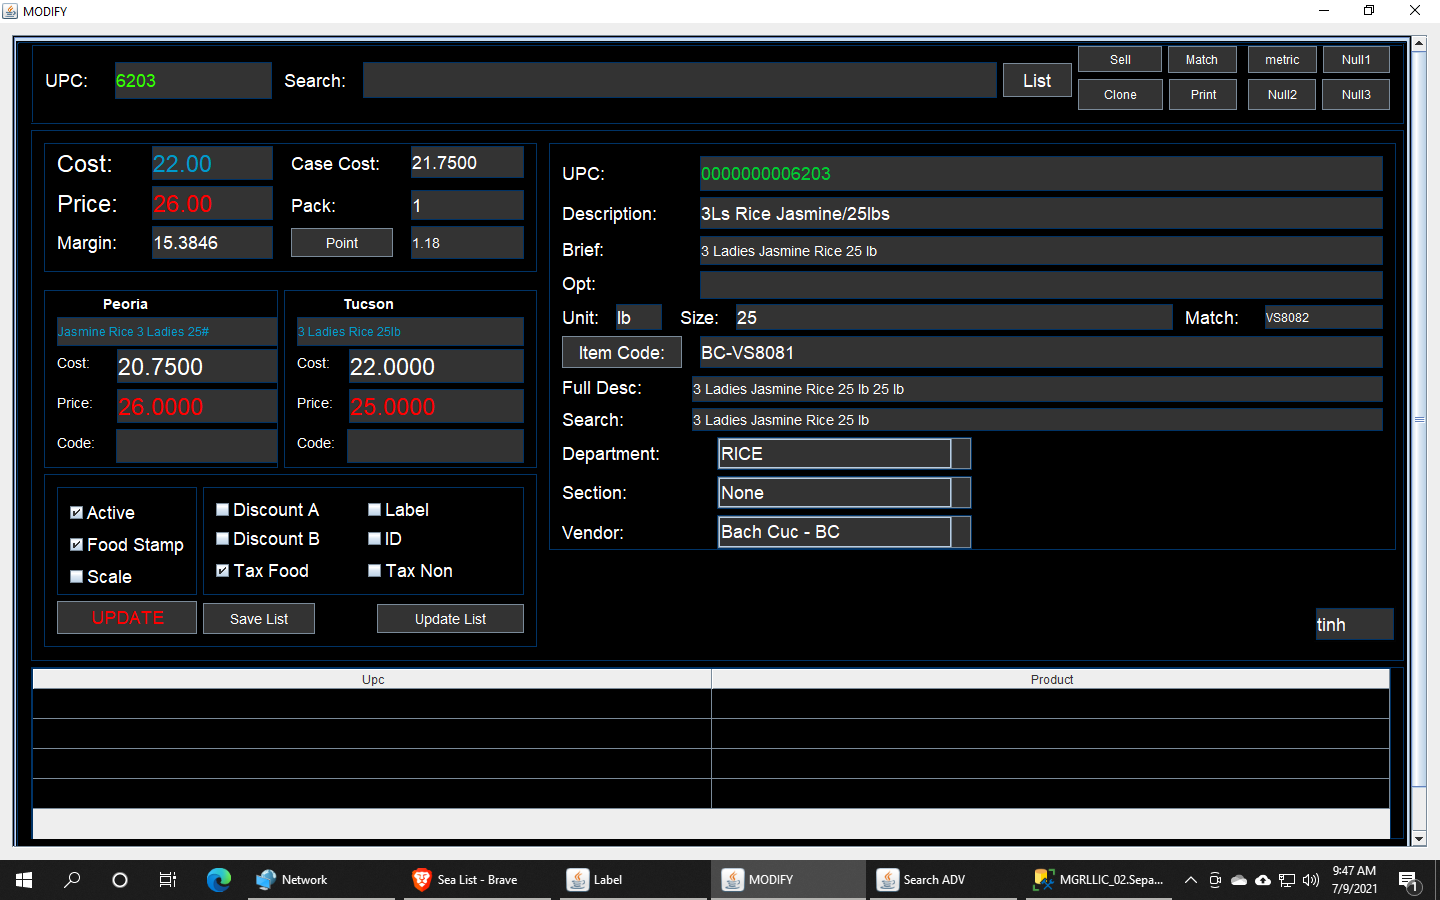 MODIFY
UPC: 6203 Search: List
Sell Match metric Null1
Clone Print Null2 Null3
Cost: 22.00 Case Cost: 21.7500
Price: 26.00 Pack: 1
Margin: 15.3846 Point 1.18
Peoria
Jasmine Rice 3 Ladies 25#
Cost: 20.7500
Price: 26.0000
Code:
Tucson
3 Ladies Rice 25lb
Cost: 22.0000
Price: 25.0000
Code:
UPC: 0000000006203
Description: 3Ls Rice Jasmine/25lbs
Brief: 3 Ladies Jasmine Rice 25 lb
Opt:
Unit: lb Size: 25 Match: VS8082
Item Code: BC-VS8081
Full Desc: 3 Ladies Jasmine Rice 25 lb 25 lb
Search: 3 Ladies Jasmine Rice 25 lb
Department: RICE
Section: None
Vendor: Bach Cuc - BC
Active
Food Stamp
Scale
Discount A Label
Discount B ID
Tax Food Tax Non
UPDATE Save List Update List
tinh
Upc Product
Network Sea List - Brave Label MODIFY Search ADV MGRLLIC_02.Sepa...
9:47 AM
7/9/2021
1